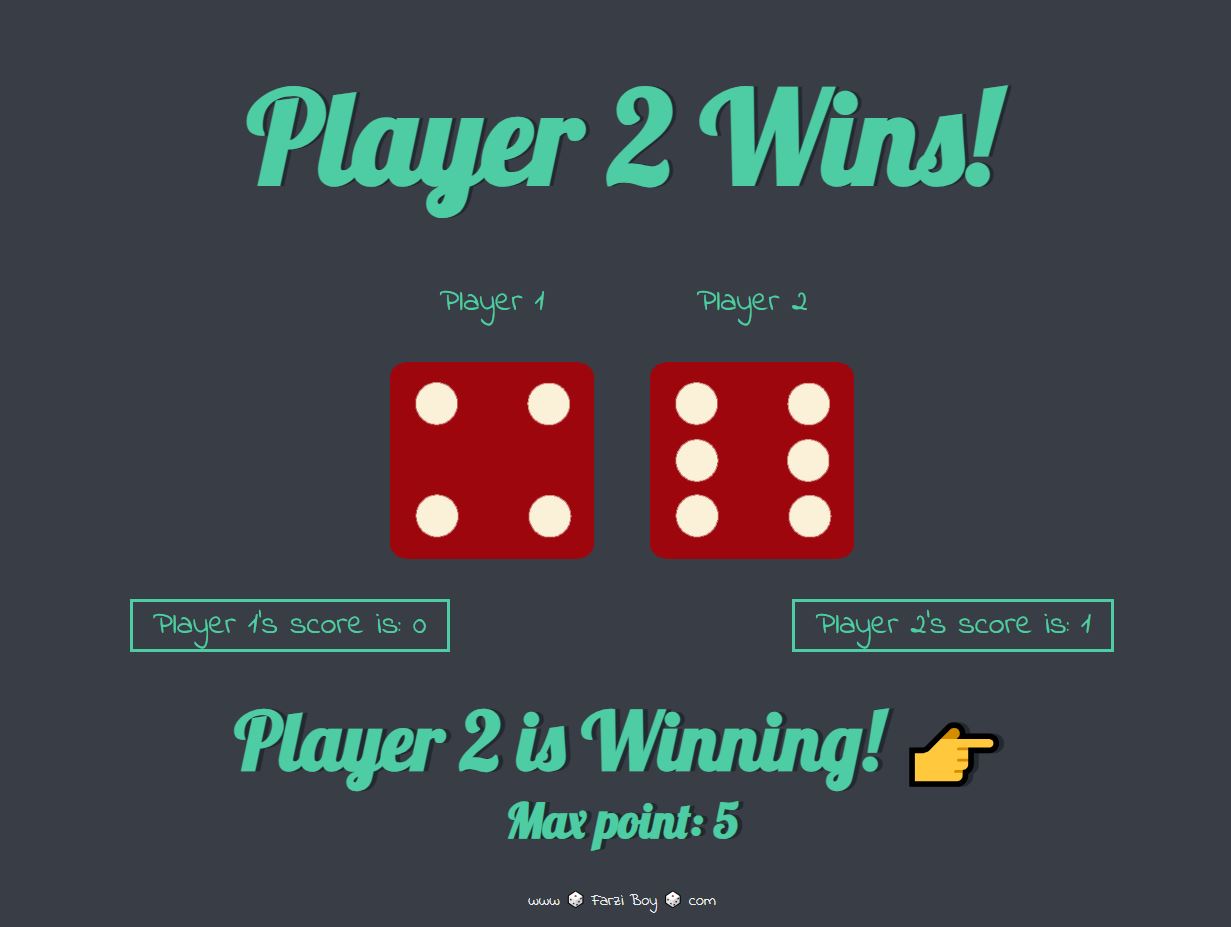 Player 2 Wins!
Player 1 Player 2
Player 1's score is: 0 Player 2's score is: 1
Player 2 is Winning! 👉
Max point: 5
www 🎲 Farzi Boy 🎲 com